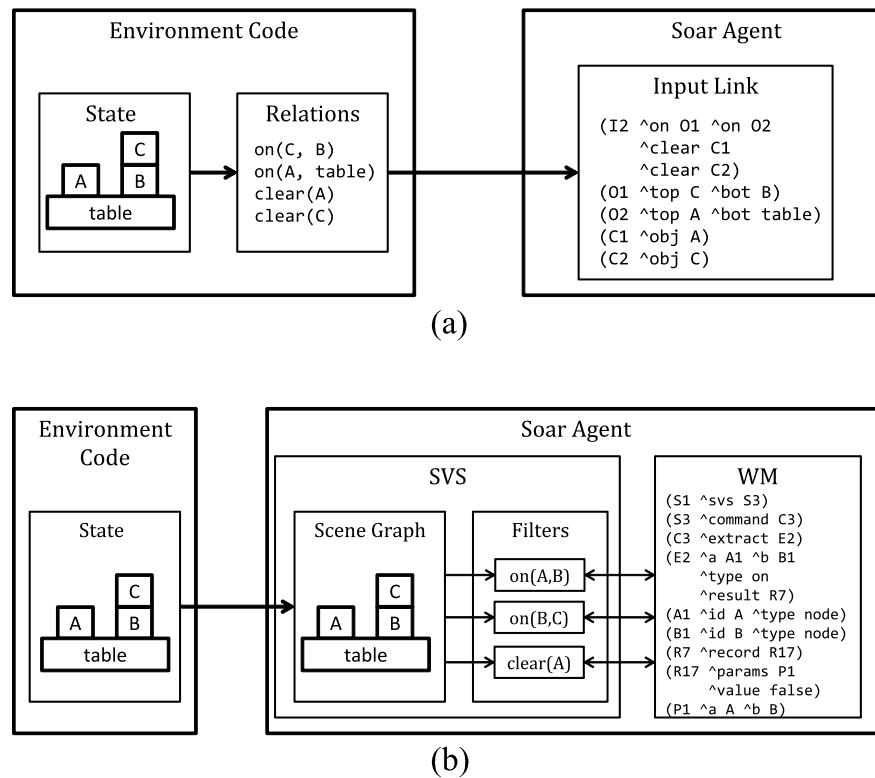 Environment Code
State
C
A
B
table
Relations
on(C, B)
on(A, table)
clear(A)
clear(C)
Soar Agent
Input Link
(I2 ^on O1 ^on O2
^clear C1
^clear C2)
(O1 ^top C ^bot B)
(O2 ^top A ^bot table)
(C1 ^obj A)
(C2 ^obj C)
(a)
Environment
Code
State
C
A
B
table
Soar Agent
SVS
Scene Graph
C
A
B
table
Filters
on(A,B)
on(B,C)
clear(A)
WM
(S1 ^svs S3)
(S3 ^command C3)
(C3 ^extract E2)
(E2 ^a A1 ^b B1
^type on
^result R7)
(A1 ^id A ^type node)
(B1 ^id B ^type node)
(R7 ^record R17)
(R17 ^params P1
^value false)
(P1 ^a A ^b B)
(b)